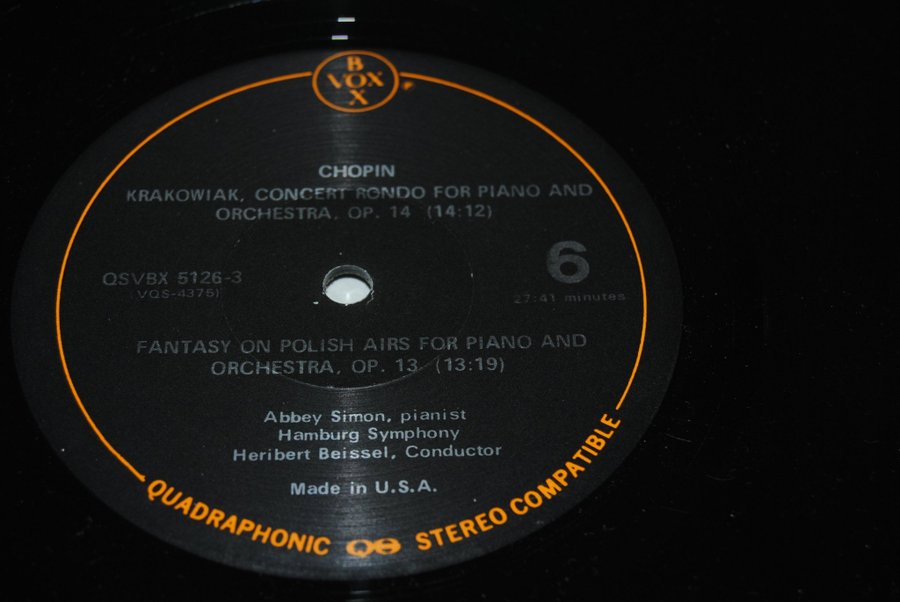 B
VOX
X
CHOPIN
KRAKOWIAK, CONCERT RONDO FOR PIANO AND
ORCHESTRA, OP. 14 (14:12)
QSVBX 5126-3
(VQS-4375)
6
27:41 minutes
FANTASY ON POLISH AIRS FOR PIANO AND
ORCHESTRA, OP. 13 (13:19)
Abbey Simon, pianist
Hamburg Symphony
Heribert Beissel, Conductor
Made in U.S.A.
QUADRAPHONIC QS STEREO COMPATIBLE